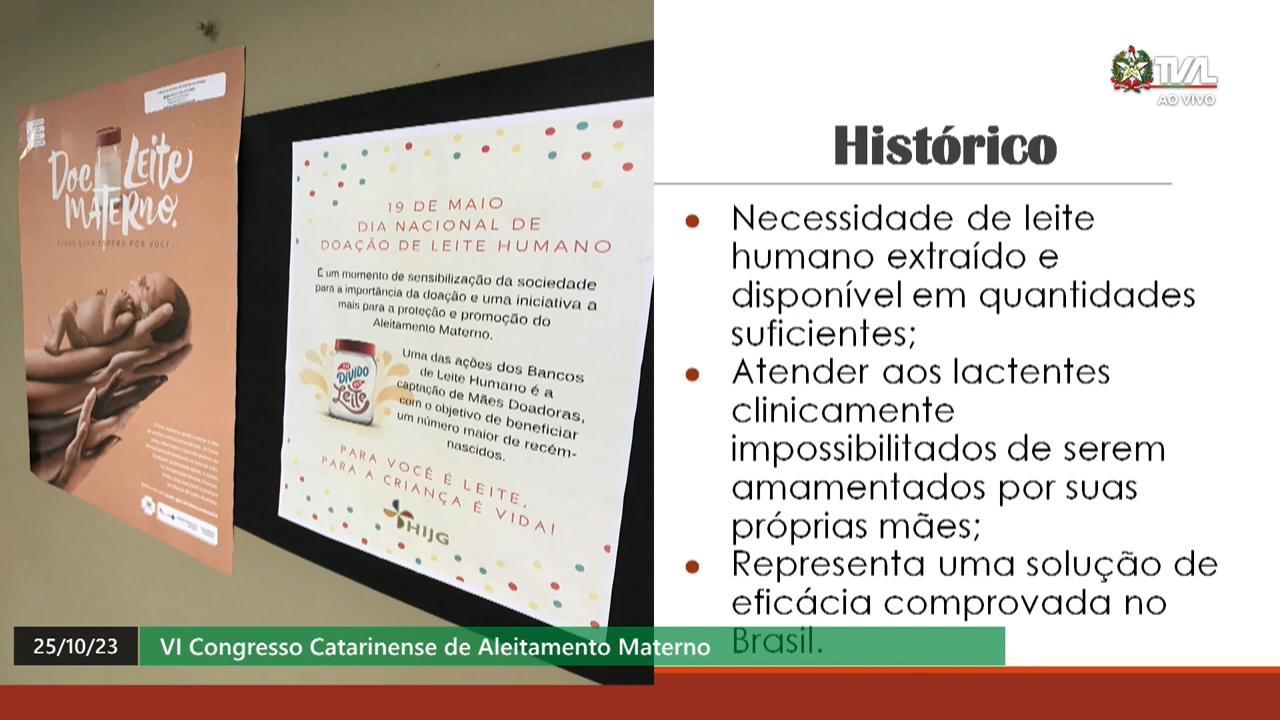 Doe Leite
Materno.
AJUDE QUEM ESPERA POR VOCÊ
19 DE MAIO
DIA NACIONAL DE
DOAÇÃO DE LEITE HUMANO
É um momento de sensibilização da sociedade
para a importância da doação e uma iniciativa a
mais para a proteção e promoção do
Aleitamento Materno.
DIVIDO
Leite
Uma das ações dos Bancos
de Leite Humano é a
captação de Mães Doadoras,
com o objetivo de beneficiar
um número maior de recém-
nascidos.
PARA VOCÊ É LEITE,
PARA A CRIANÇA É VIDA!
HIJG
TVAL
AO VIVO
Histórico
• Necessidade de leite
humano extraído e
disponível em quantidades
suficientes;
• Atender aos lactentes
clinicamente
impossibilitados de serem
amamentados por suas
próprias mães;
• Representa uma solução de
eficácia comprovada no
Brasil.
25/10/23
VI Congresso Catarinense de Aleitamento Materno